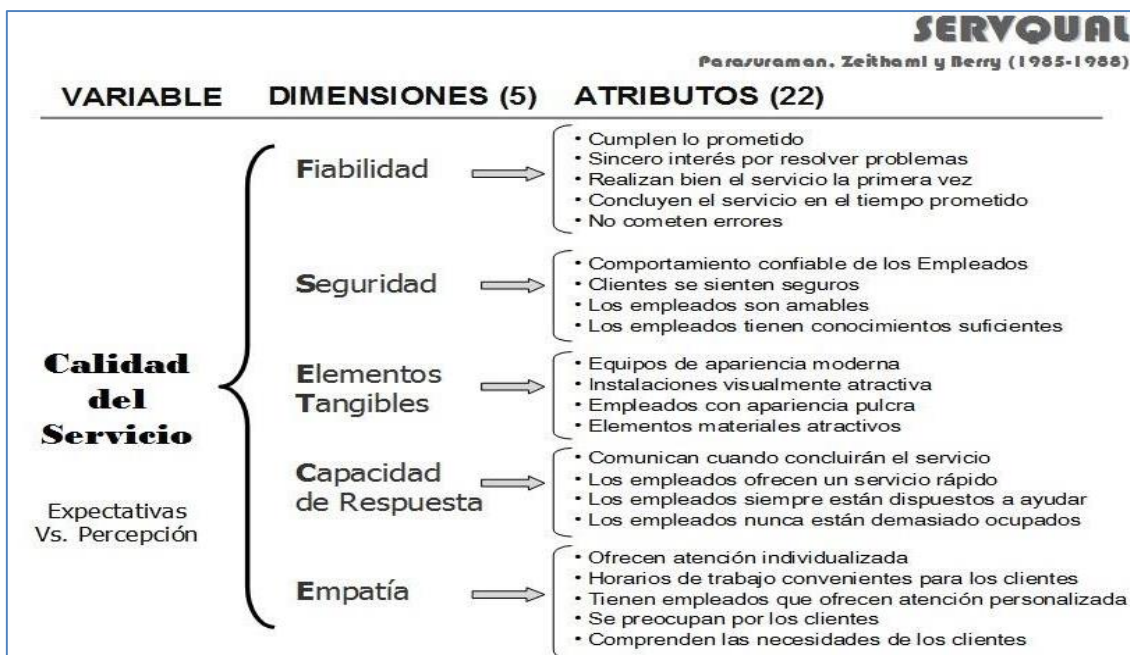 SERVQUAL
Parasuraman, Zeithaml y Berry (1985-1988)
VARIABLE DIMENSIONES (5) ATRIBUTOS (22)
Calidad
del
Servicio
Expectativas
Vs. Percepción
Fiabilidad
• Cumplen lo prometido
• Sincero interés por resolver problemas
• Realizan bien el servicio la primera vez
• Concluyen el servicio en el tiempo prometido
• No cometen errores
Seguridad
• Comportamiento confiable de los Empleados
• Clientes se sienten seguros
• Los empleados son amables
• Los empleados tienen conocimientos suficientes
Elementos
Tangibles
• Equipos de apariencia moderna
• Instalaciones visualmente atractiva
• Empleados con apariencia pulcra
• Elementos materiales atractivos
Capacidad
de Respuesta
• Comunican cuando concluirán el servicio
• Los empleados ofrecen un servicio rápido
• Los empleados siempre están dispuestos a ayudar
• Los empleados nunca están demasiado ocupados
Empatía
• Ofrecen atención individualizada
• Horarios de trabajo convenientes para los clientes
• Tienen empleados que ofrecen atención personalizada
• Se preocupan por los clientes
• Comprenden las necesidades de los clientes